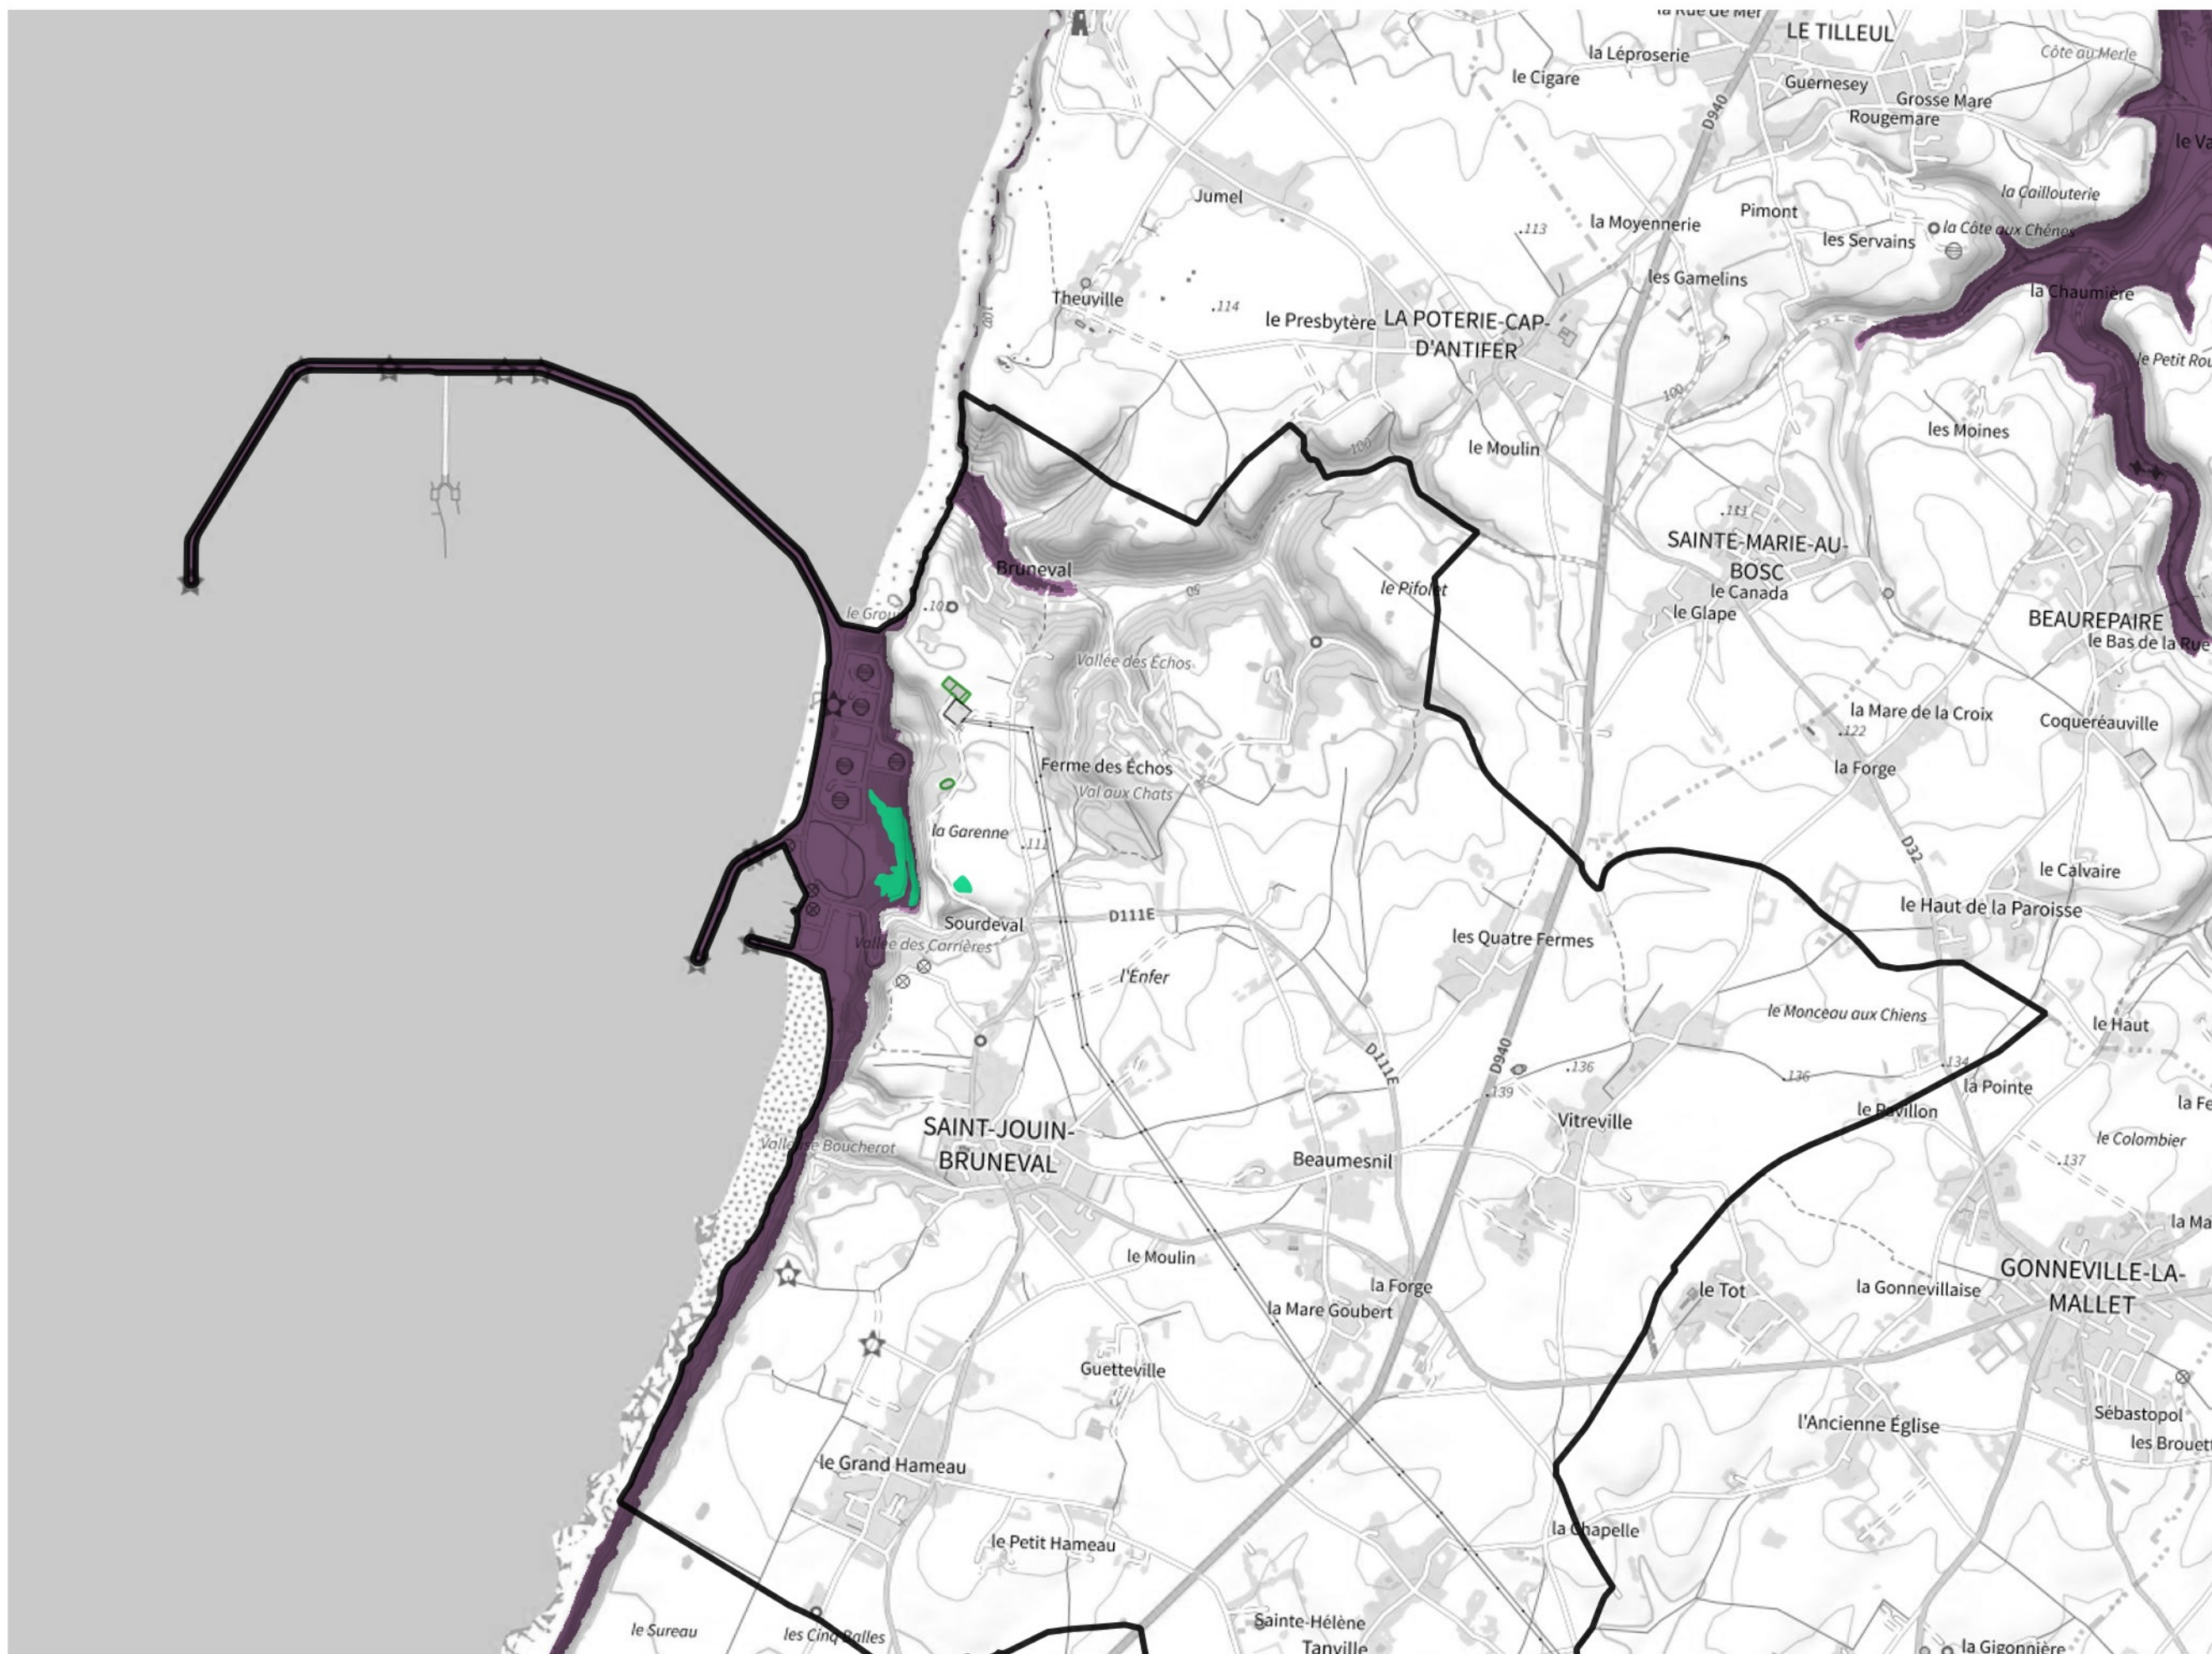 LE TILLEUL
la Léproserie
Côte au Merle
le Cigare
Guernesey
Grosse Mare
D940
Rougemare
Jumel
la Caillouterie
Pimont
.113
la Moyennerie
la Côte aux Chênes
les Servains
les Gamelins
Theuville
la Chaumière
.114
le Presbytère
LA POTERIE-CAP-
D'ANTIFER
100
les Moines
100
le Moulin
.111
SAINTE-MARIE-AU-
BOSC
Bruneval
le Pifolet
50
le Canada
le Glape
BEAUREPAIRE
le Bas de la Rue
Vallée des Échos
la Mare de la Croix
Coqueréauville
.122
Ferme des Échos
la Forge
Val aux Chats
la Garenne
.111
D32
le Calvaire
le Haut de la Paroisse
D111E
Sourdeval
les Quatre Fermes
Vallée des Carrières
l'Enfer
le Monceau aux Chiens
le Haut
D940
D111E
.134
.136
.136
la Pointe
.139
le Pavillon
Vitreville
SAINT-JOUIN-
BRUNEVAL
le Colombier
Valleuse Boucherot
Beaumesnil
.137
le Moulin
GONNEVILLE-LA-
MALLET
la Forge
le Tot
la Gonnevillaise
la Mare Goubert
Guetteville
Sébastopol
l'Ancienne Église
le Grand Hameau
la Chapelle
le Petit Hameau
Sainte-Hélène
le Sureau
les Cinq Balles
Tanville
la Gigonnière